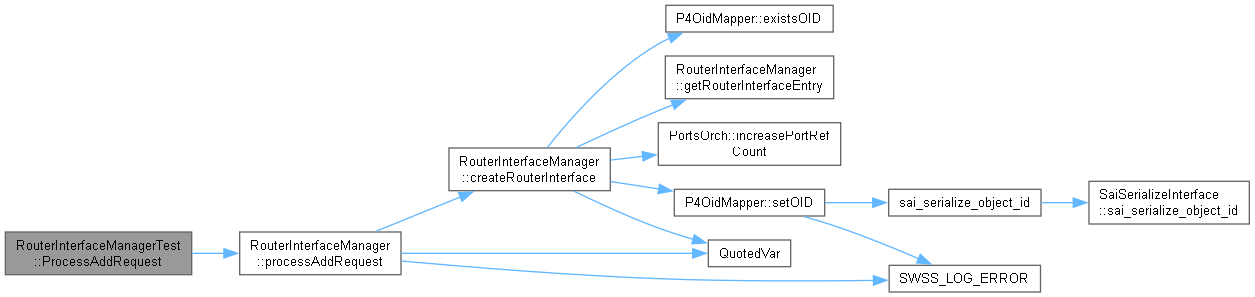 P4OidMapper::existsOID
RouterInterfaceManager
::getRouterInterfaceEntry
PortsOrch::increasePortRef
Count
RouterInterfaceManager
::createRouterInterface
P4OidMapper::setOID
sai_serialize_object_id
SaiSerializeInterface
::sai_serialize_object_id
RouterInterfaceManagerTest
::ProcessAddRequest
RouterInterfaceManager
::processAddRequest
QuotedVar
SWSS_LOG_ERROR